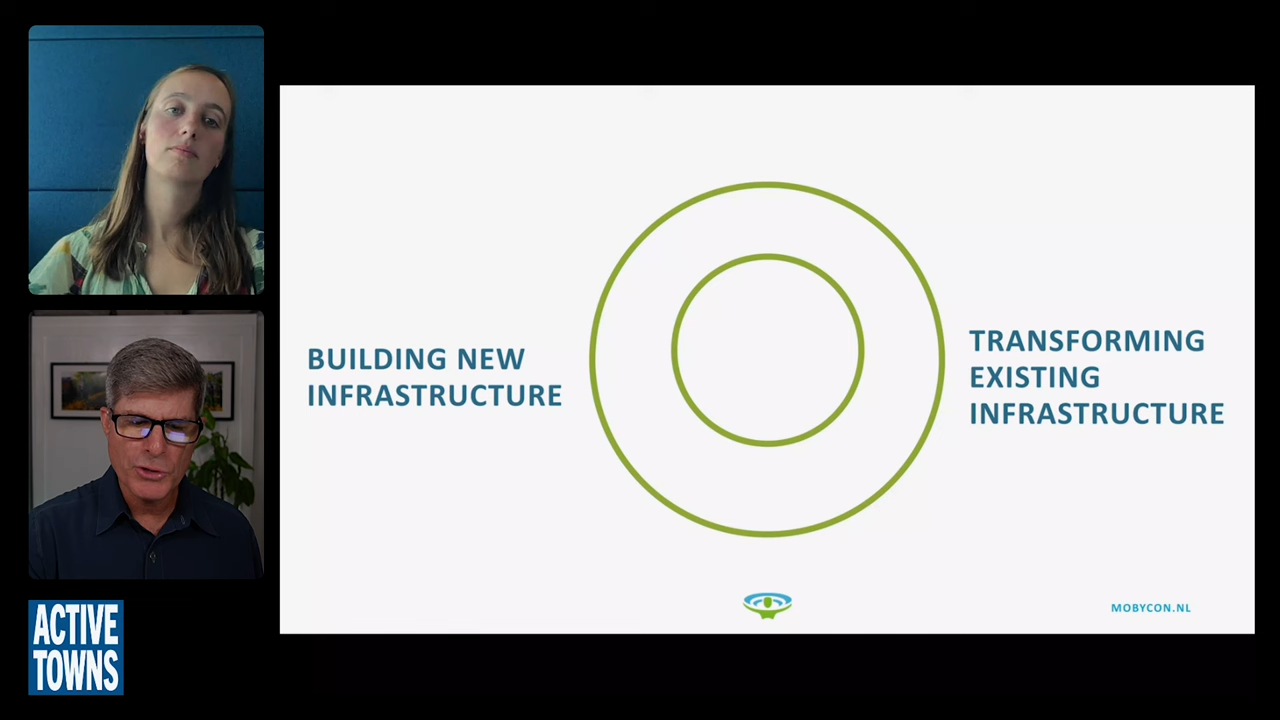 BUILDING NEW
INFRASTRUCTURE
TRANSFORMING
EXISTING
INFRASTRUCTURE
MOBYCON.NL
ACTIVE
TOWNS